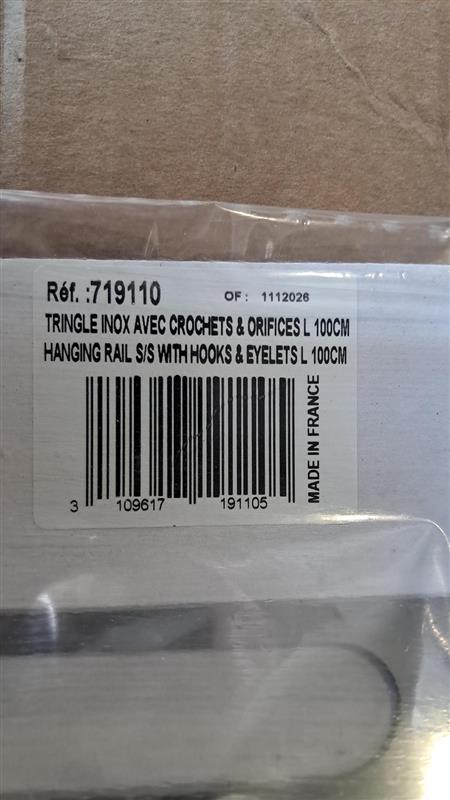 Réf. :719110 OF : 1112026
TRINGLE INOX AVEC CROCHETS & ORIFICES L 100CM
HANGING RAIL S/S WITH HOOKS & EYELETS L 100CM
MADE IN FRANCE
3 109617 191105